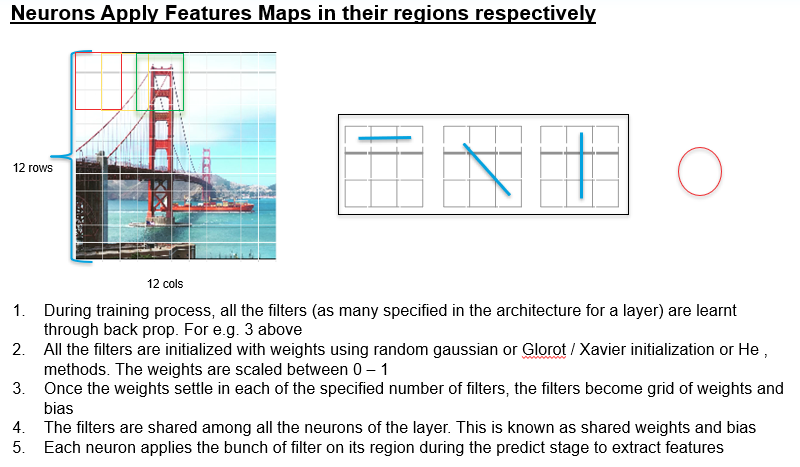 Neurons Apply Features Maps in their regions respectively
12 rows
12 cols
1. During training process, all the filters (as many specified in the architecture for a layer) are learnt
through back prop. For e.g. 3 above
2. All the filters are initialized with weights using random gaussian or Glorot / Xavier initialization or He ,
methods. The weights are scaled between 0 – 1
3. Once the weights settle in each of the specified number of filters, the filters become grid of weights and
bias
4. The filters are shared among all the neurons of the layer. This is known as shared weights and bias
5. Each neuron applies the bunch of filter on its region during the predict stage to extract features